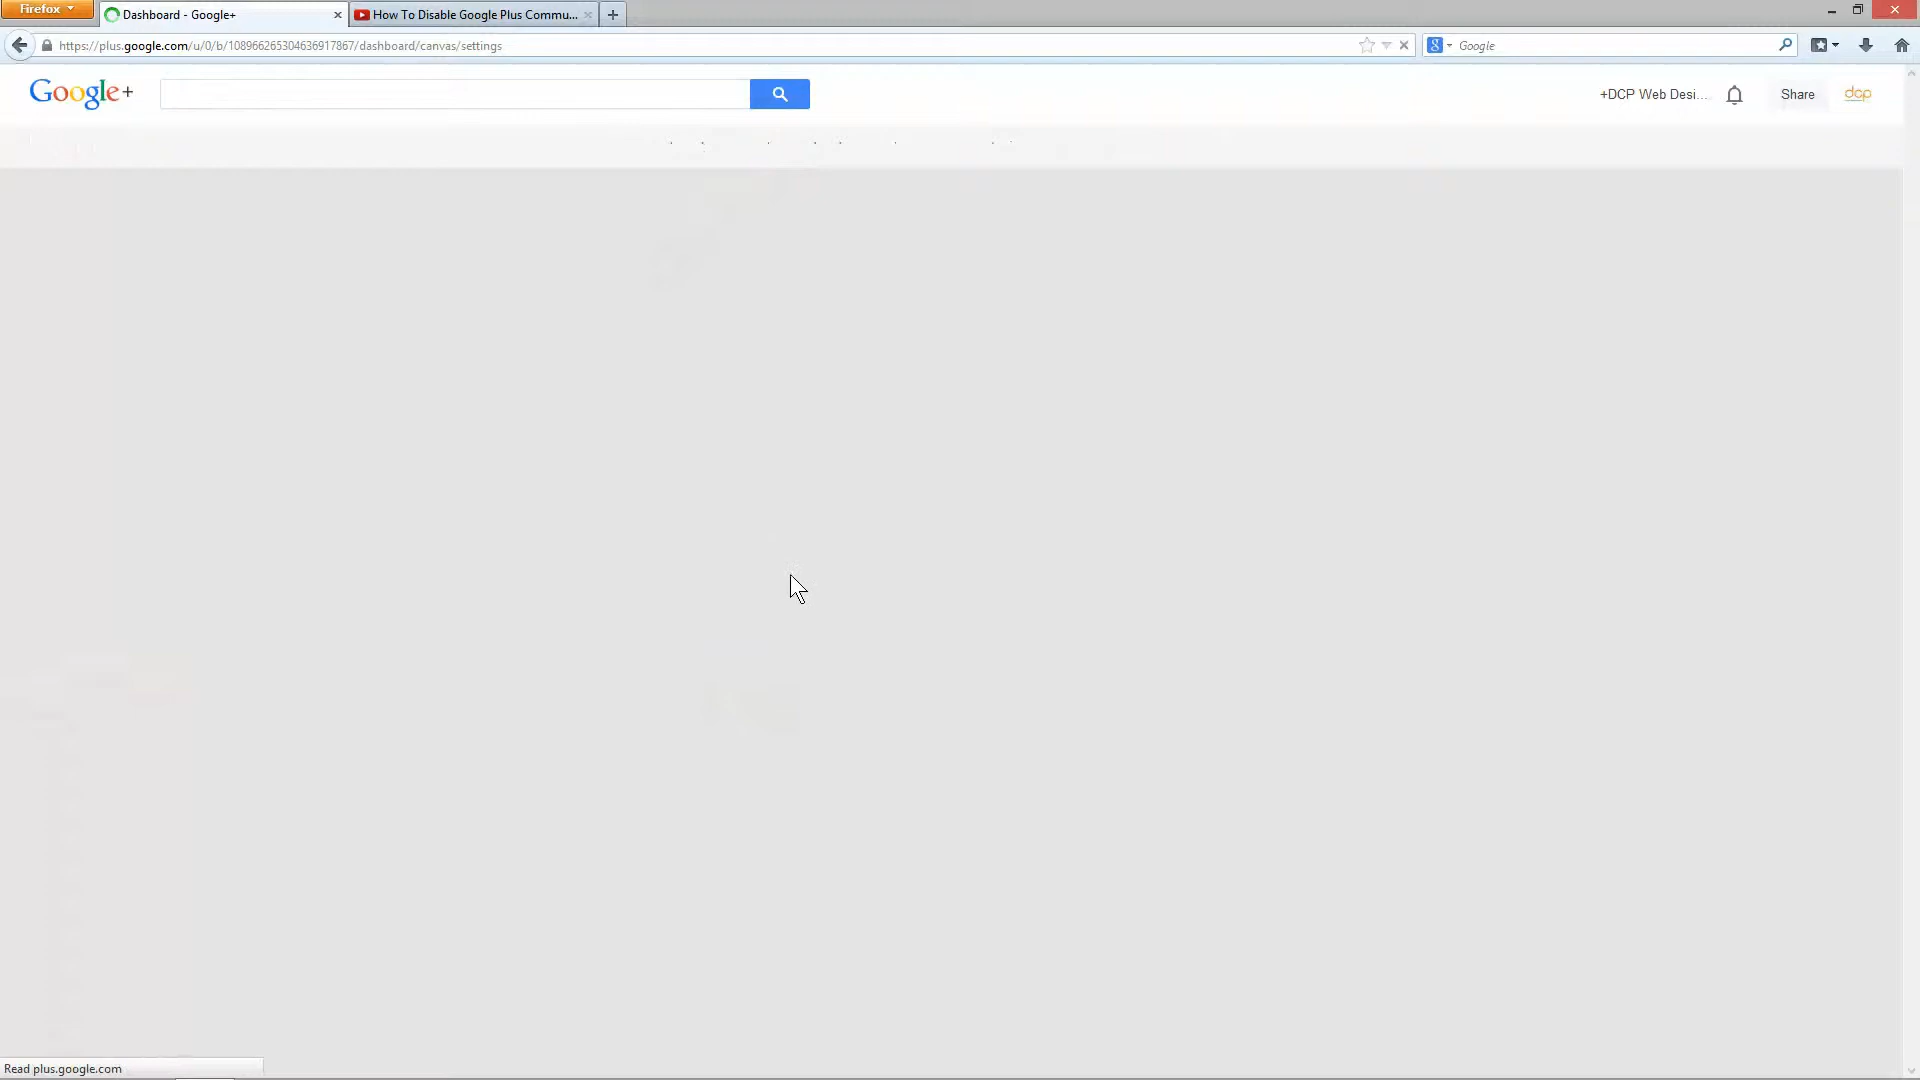 Firefox
Dashboard - Google+
How To Disable Google Plus Commu...
https://plus.google.com/u/0/b/108966265304636917867/dashboard/canvas/settings
8
Google
Google+
+DCP Web Desi...
Share
dcp
Read plus.google.com